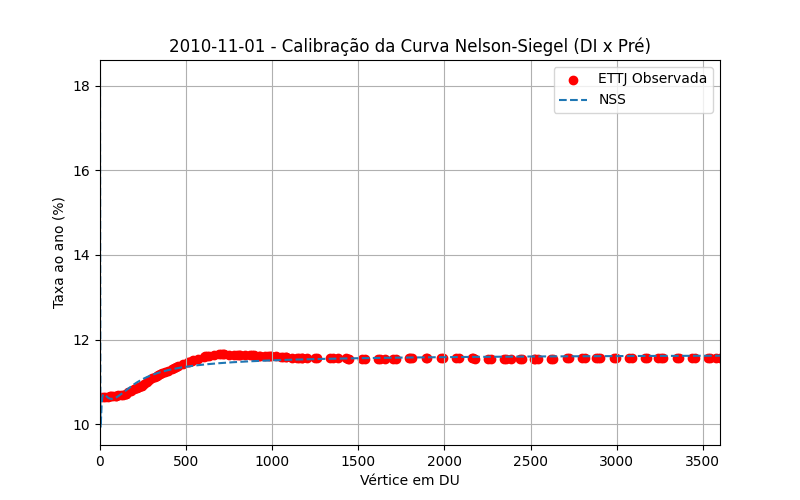 2010-11-01 - Calibração da Curva Nelson-Siegel (DI x Pré)
ETTJ Observada
NSS
Taxa ao ano (%)
18
16
14
12
10
0 500 1000 1500 2000 2500 3000 3500
Vértice em DU